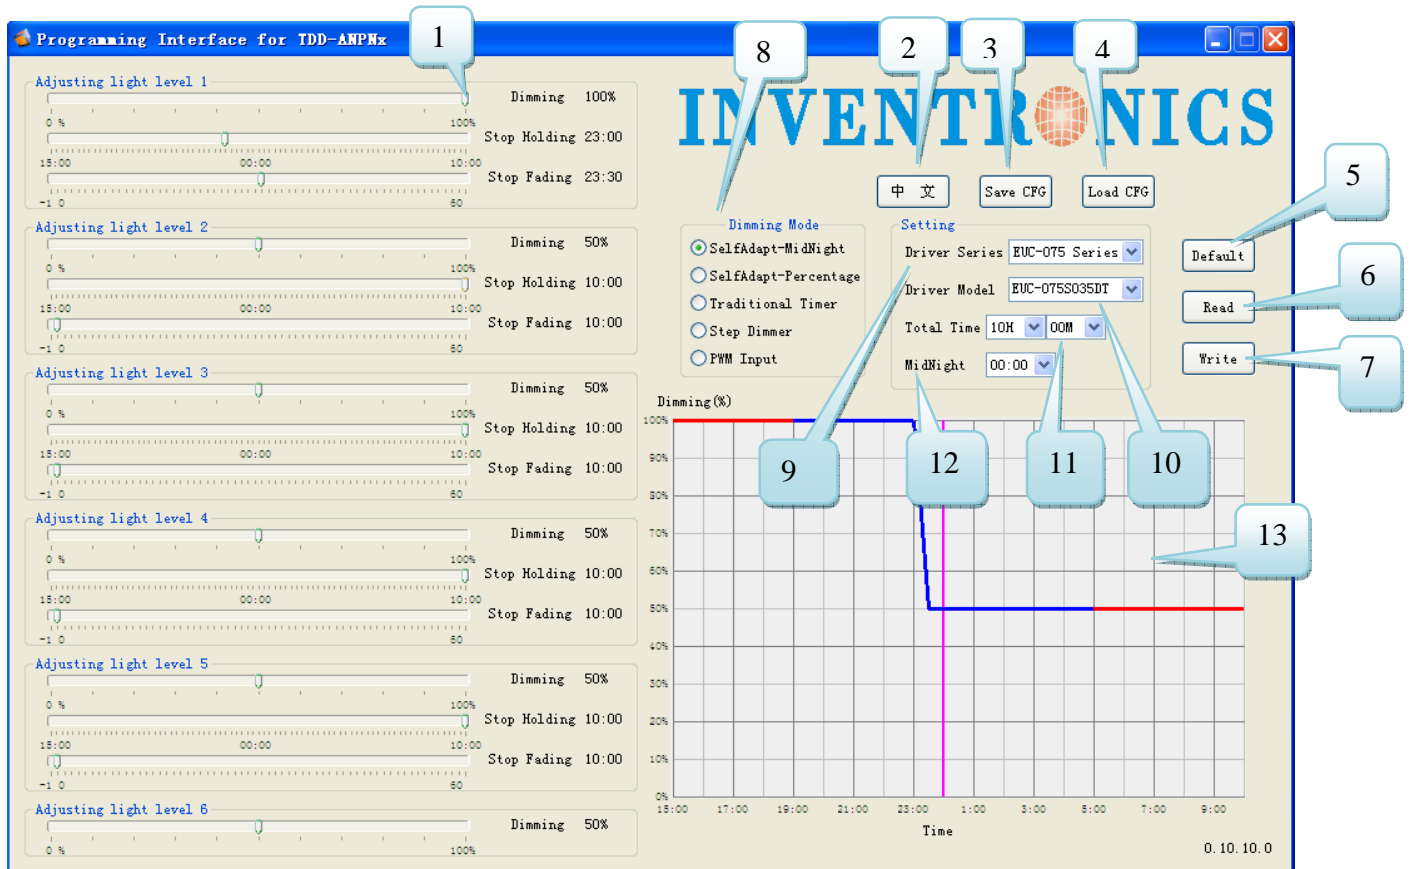 Programming Interface for TDD-ANPNx
1
2
3
4
8
INVENTRONICS
中 文
Save CFG
Load CFG
5
6
7
Adjusting light level 1
Dimming 100%
0 % 100%
Stop Holding 23:00
15:00 00:00 10:00
Stop Fading 23:30
-1 0 60
Adjusting light level 2
Dimming 50%
0 % 100%
Stop Holding 10:00
15:00 00:00 10:00
Stop Fading 10:00
-1 0 60
Adjusting light level 3
Dimming 50%
0 % 100%
Stop Holding 10:00
15:00 00:00 10:00
Stop Fading 10:00
-1 0 60
Adjusting light level 4
Dimming 50%
0 % 100%
Stop Holding 10:00
15:00 00:00 10:00
Stop Fading 10:00
-1 0 60
Adjusting light level 5
Dimming 50%
0 % 100%
Stop Holding 10:00
15:00 00:00 10:00
Stop Fading 10:00
-1 0 60
Adjusting light level 6
Dimming 50%
0 % 100%
Dimming Mode
SelfAdapt-MidNight
SelfAdapt-Percentage
Traditional Timer
Step Dimmer
PWM Input
Setting
Driver Series EUC-075 Series
Driver Model EUC-075S035DT
Total Time 10H 00M
MidNight 00:00
Default
Read
Write
Dimming(%)
100%
90%
80%
70%
60%
50%
40%
30%
20%
10%
0%
9
12
11
10
13
15:00 17:00 19:00 21:00 23:00 1:00 3:00 5:00 7:00 9:00
Time
0.10.10.0